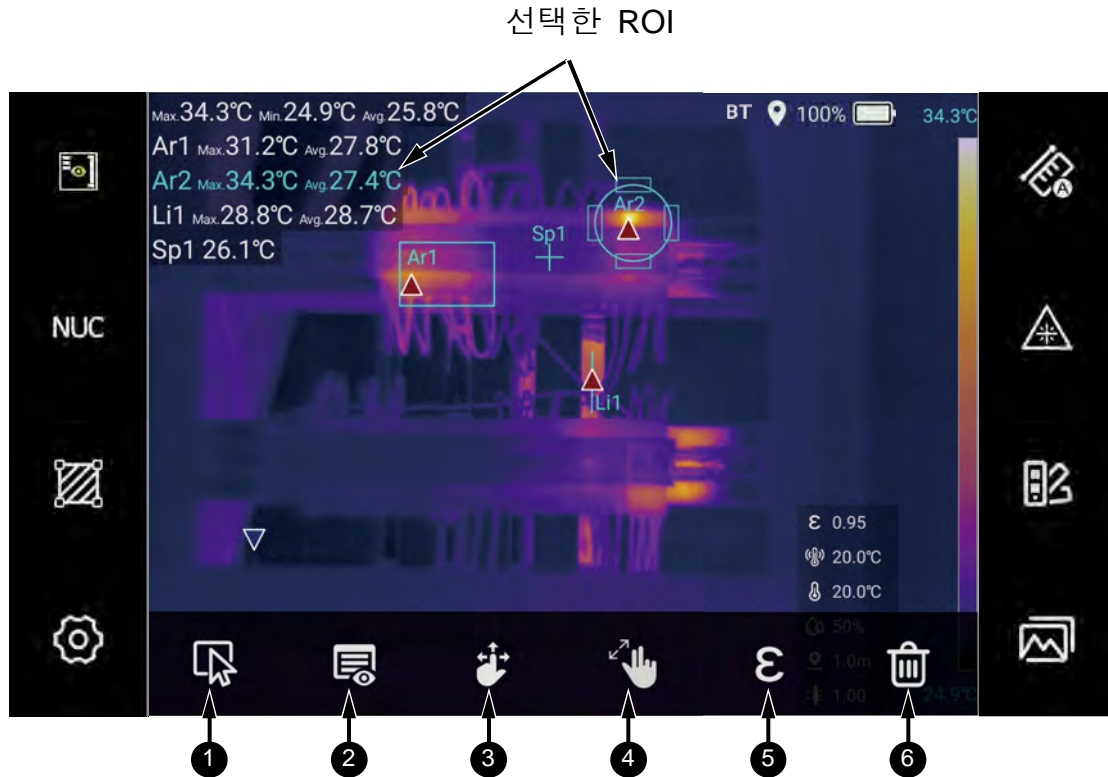 선택한 ROI
Max.34.3℃ Min.24.9℃ Avg.25.8℃
BT 100% 34.3℃
Ar1 Max.31.2℃ Avg.27.8℃
Ar2 Max.34.3℃ Avg.27.4℃
Li1 Max.28.8℃ Avg.28.7℃
Sp1 26.1℃
Ar2
Sp1
Ar1
A
NUC
Li1
ε 0.95
20.0℃
20.0℃
50%
1.0m
1.00 24.9℃
ε
1 2 3 4 5 6